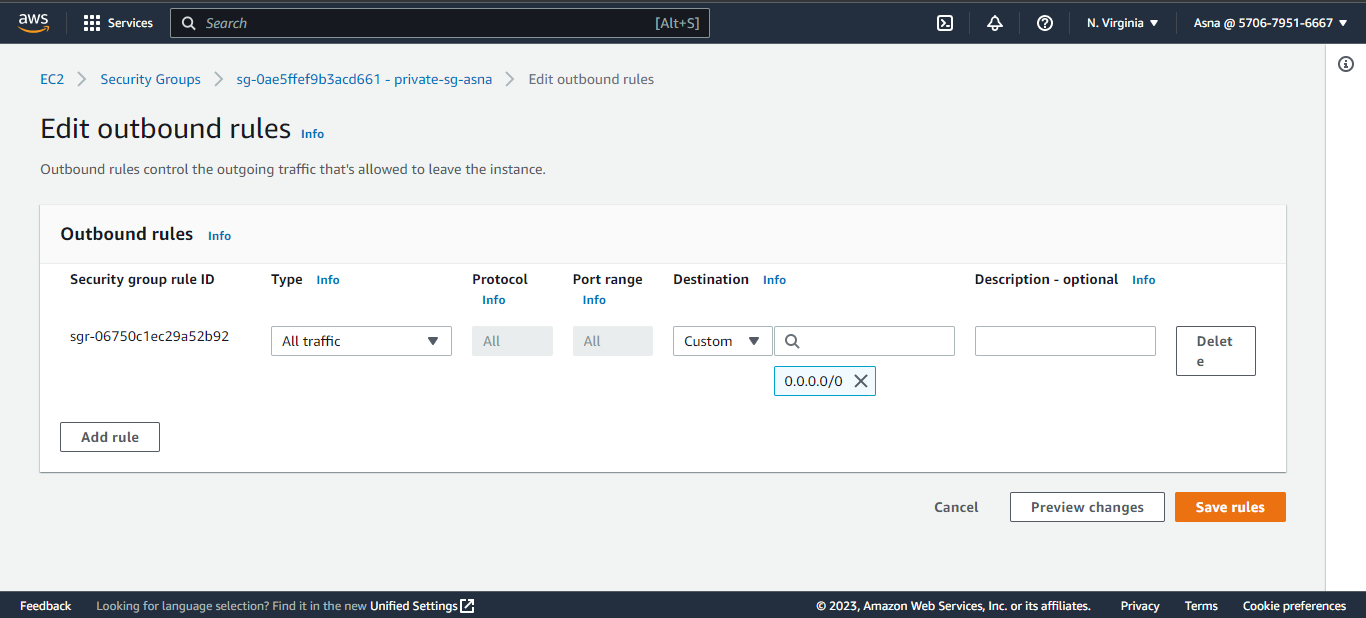 aws Services Search [Alt+S] N. Virginia Asna @ 5706-7951-6667
EC2 Security Groups sg-0ae5ffef9b3acd661 - private-sg-asna Edit outbound rules
Edit outbound rules Info
Outbound rules control the outgoing traffic that's allowed to leave the instance.
Outbound rules Info
Security group rule ID Type Info Protocol Info Port range Info Destination Info Description - optional Info
sgr-06750c1ec29a52b92 All traffic All All Custom Delete
0.0.0.0/0
Add rule
Cancel Preview changes Save rules
Feedback Looking for language selection? Find it in the new Unified Settings © 2023, Amazon Web Services, Inc. or its affiliates. Privacy Terms Cookie preferences